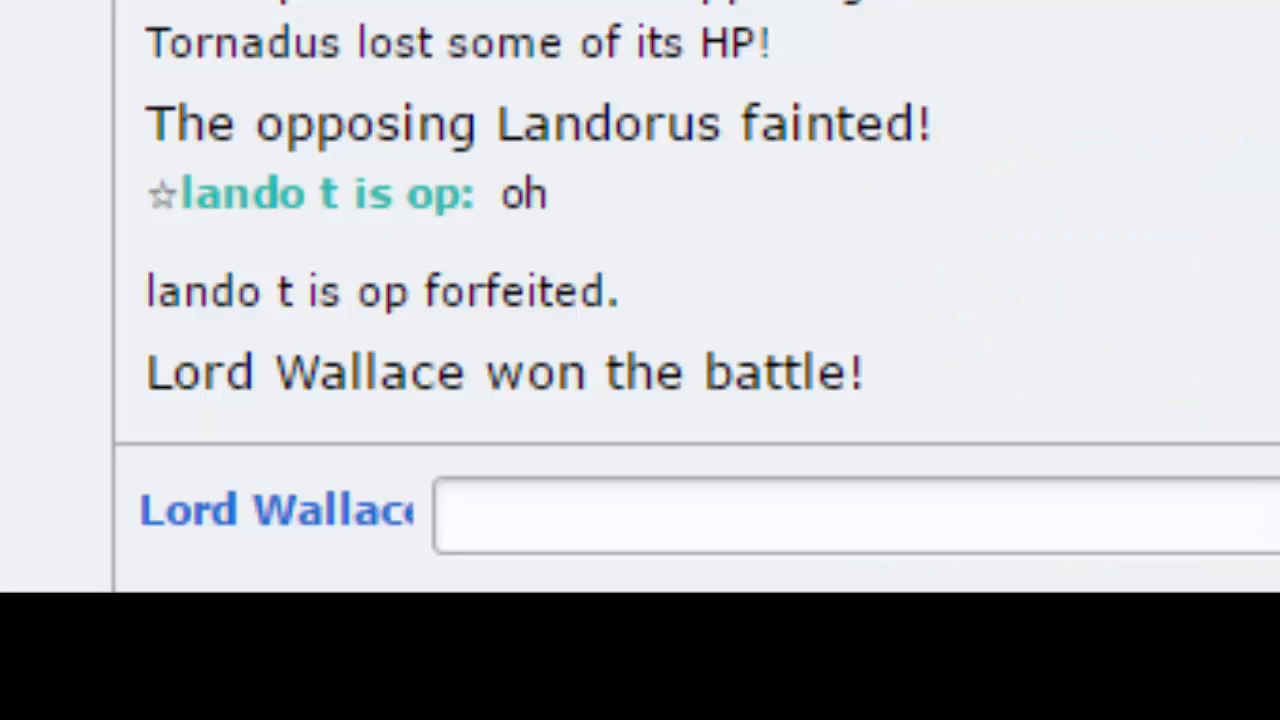 Tornadus lost some of its HP!
The opposing Landorus fainted!
☆lando t is op: oh
lando t is op forfeited.
Lord Wallace won the battle!
Lord Wallace